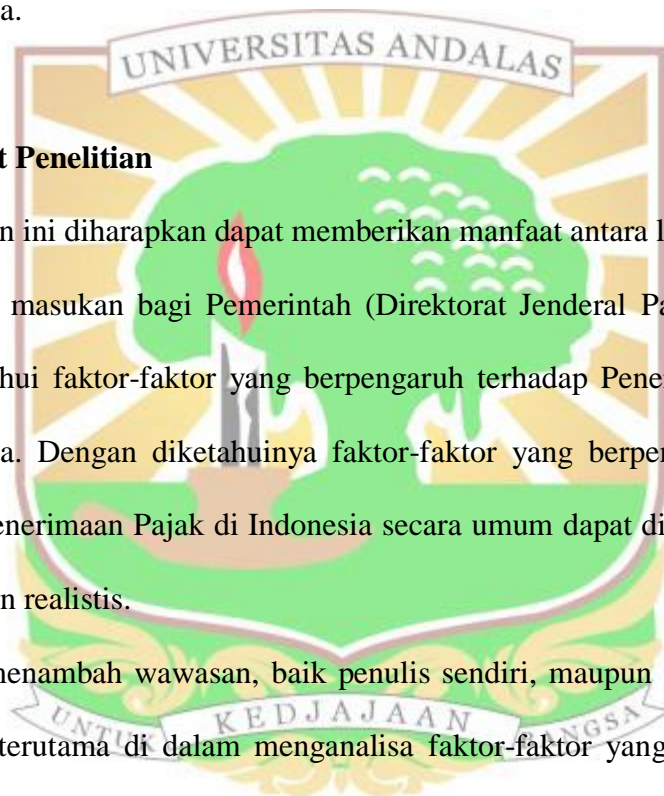 a.
UNIVERSITAS ANDALAS
t Penelitian
n ini diharapkan dapat memberikan manfaat antara l
masukan bagi Pemerintah (Direktorat Jenderal Pa
hui faktor-faktor yang berpengaruh terhadap Pene
a. Dengan diketahuinya faktor-faktor yang berpe
enerimaan Pajak di Indonesia secara umum dapat di
n realistis.
menambah wawasan, baik penulis sendiri, maupun
UNTUK KEDJAJAAN BANGSA
terutama di dalam menganalisa faktor-faktor yang